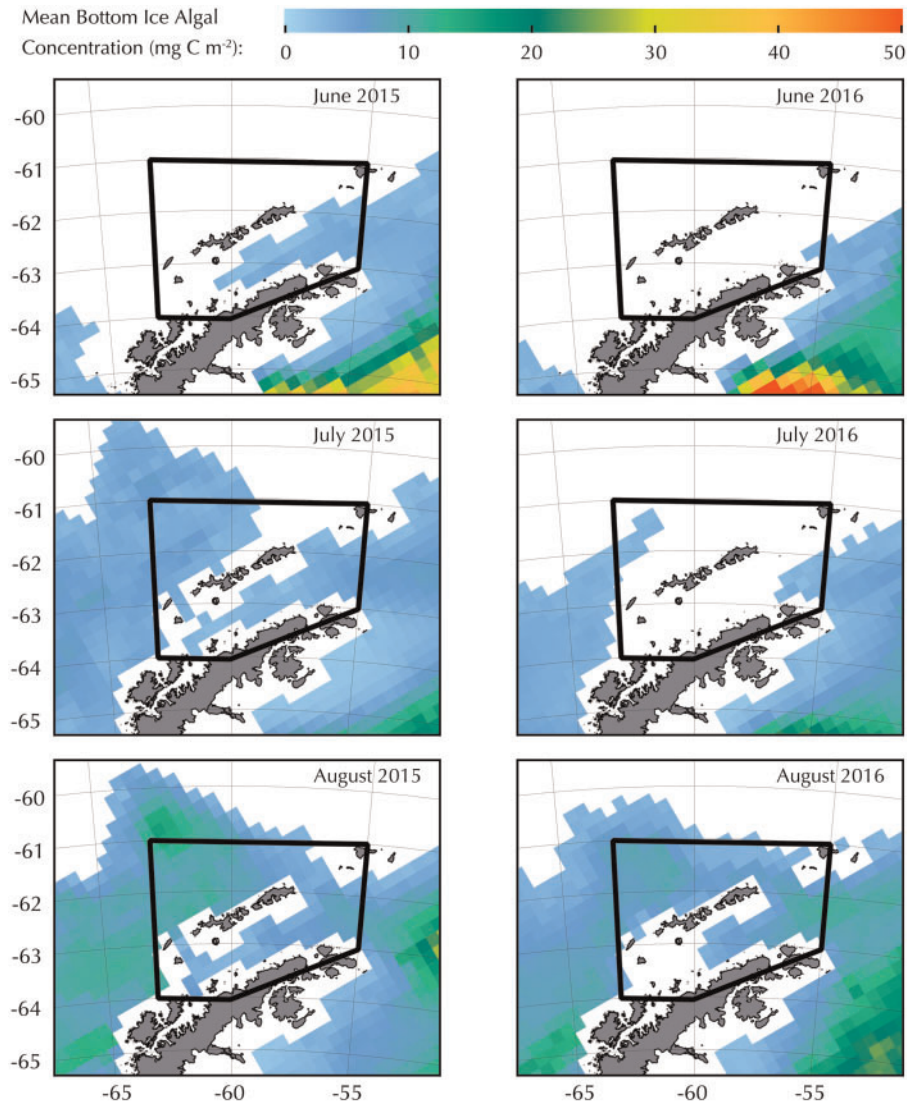 Mean Bottom Ice Algal
Concentration (mg C m⁻²):
0 10 20 30 40 50
June 2015
June 2016
-60
-61
-62
-63
-64
-65
July 2015
July 2016
-60
-61
-62
-63
-64
-65
August 2015
August 2016
-60
-61
-62
-63
-64
-65
-65 -60 -55
-65 -60 -55